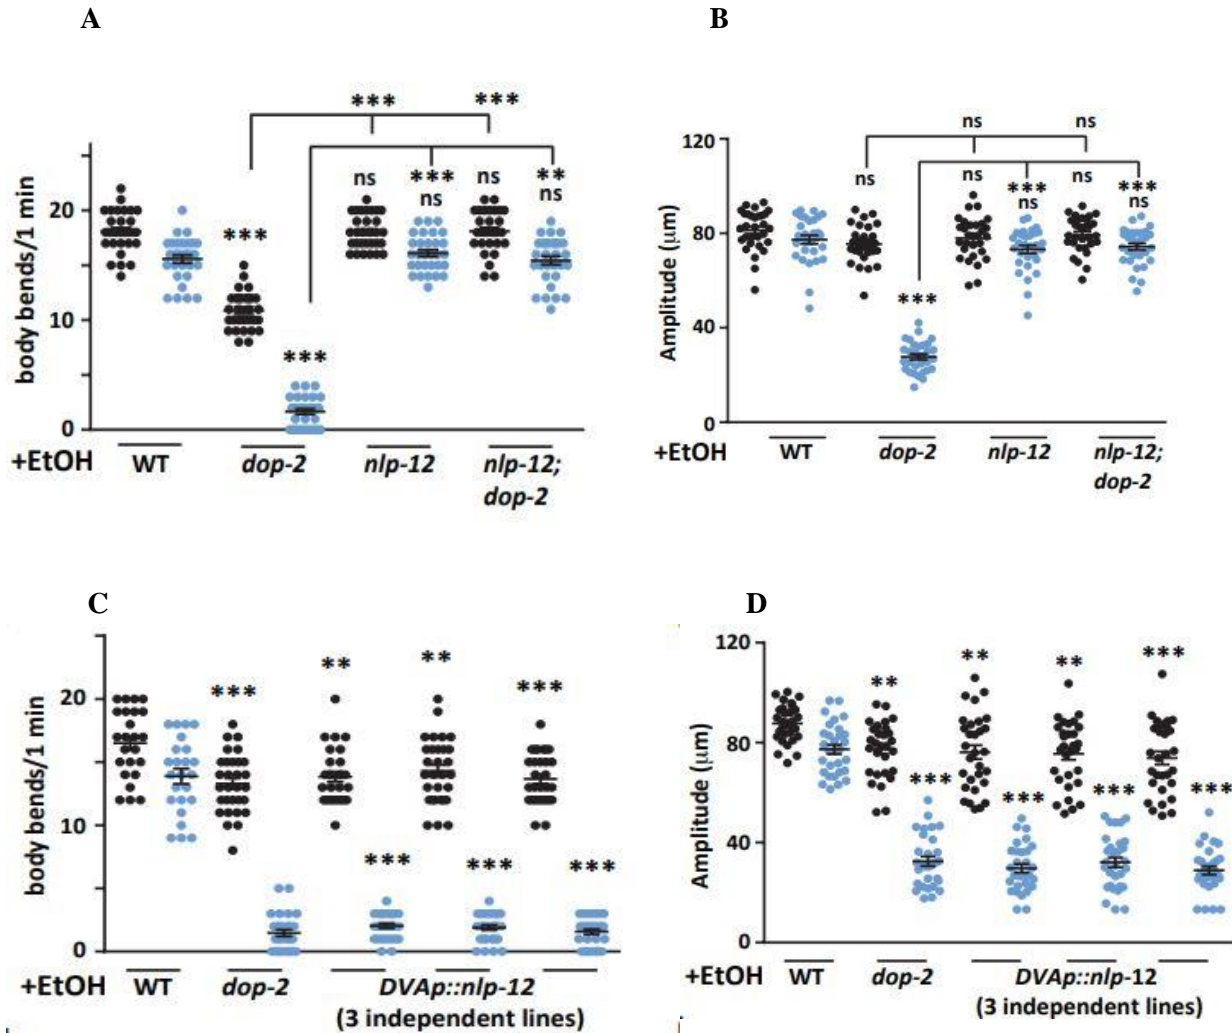 A
*** ***
*** *** ns *** ns ns ** ns
***
body bends/1 min
20
10
0
+EtOH WT dop-2 nlp-12 nlp-12;
dop-2
B
ns ns
ns ns *** ns ns *** ns
***
Amplitude (μm)
120
80
40
0
+EtOH WT dop-2 nlp-12 nlp-12;
dop-2
C
*** ** ** ***
*** *** ***
body bends/1 min
20
10
0
+EtOH WT dop-2 DVAp::nlp-12
(3 independent lines)
D
** ** ** ***
*** *** *** ***
Amplitude (μm)
120
80
40
0
+EtOH WT dop-2 DVAp::nlp-12
(3 independent lines)